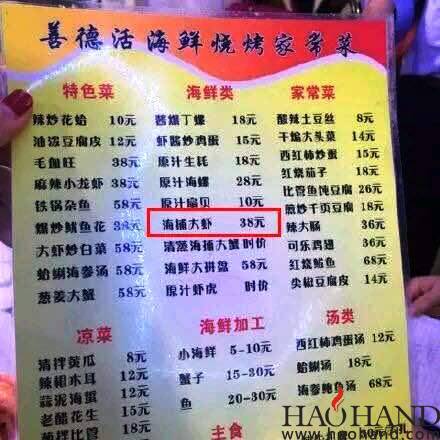 善德活海鲜烧烤家常菜
特色菜
辣炒花蛤 10元
油泼豆腐皮 12元
毛血旺 38元
麻辣小龙虾 38元
铁锅杂鱼 58元
爆炒鱿鱼花 38元
大虾炒白菜 58元
蛤蜊海参汤 58元
葱姜大蟹 58元
海鲜类
酱爆丁螺 18元
虾酱炒鸡蛋 15元
原汁生蚝 18元
原汁海螺 28元
原汁扇贝 10元
海捕大虾 38元
清蒸海捕大蟹 时价
海鲜大拼盘 58元
原汁虾虎 时价
家常菜
酸辣土豆丝 8元
干煸大头菜 14元
西红柿炒蛋 15元
红烧茄子 18元
比管鱼炖豆腐 26元
煎炒千页豆腐 18元
辣大肠 36元
可乐鸡翅 36元
红烧鲅鱼 68元
尖椒豆腐皮 58元
凉菜
清拌黄瓜 8元
辣根木耳 12元
蒜泥海蜇 12元
老醋花生 15元
葱拌比管 18元
海鲜加工
小海鲜 5-10元
蟹子 15-30元
鱼 20-30元
主食
汤类
西红柿鸡蛋汤 12元
蛤蜊汤 18元
海参鲍鱼汤 68元
HAOHAND
www.haohand.com